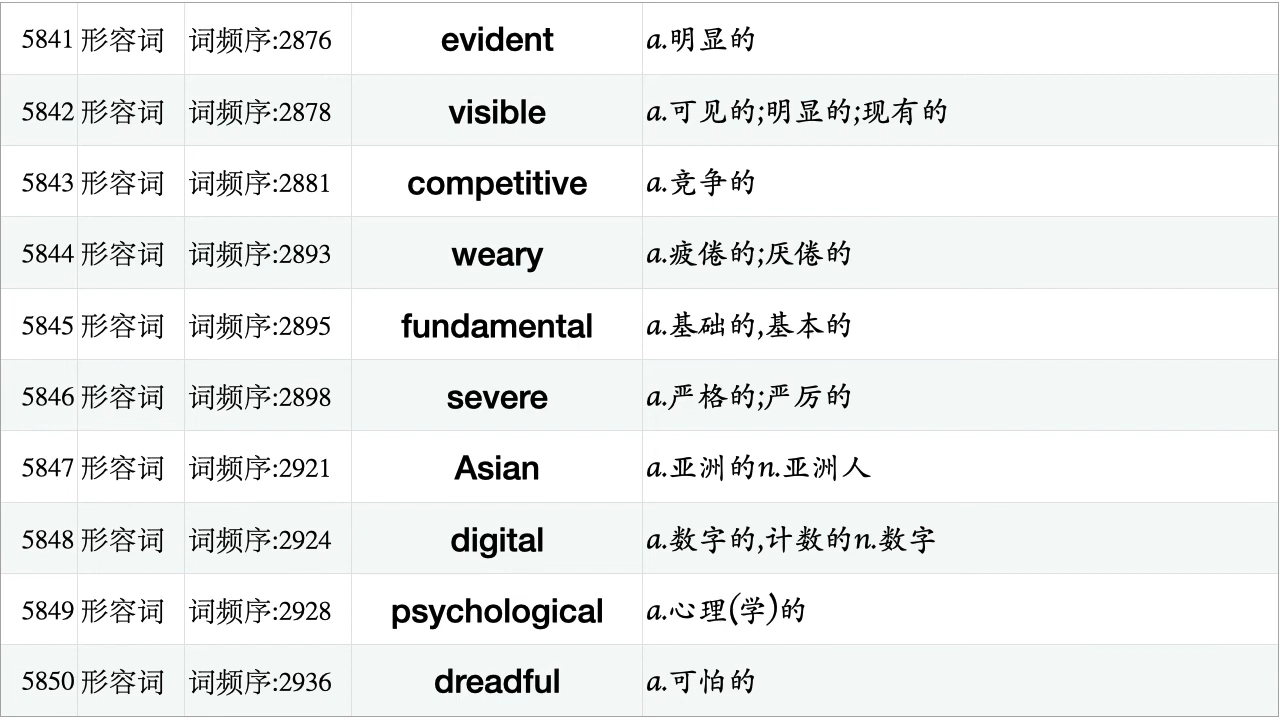 5841 形容词 词频序:2876 evident a.明显的
5842 形容词 词频序:2878 visible a.可见的;明显的;现有的
5843 形容词 词频序:2881 competitive a.竞争的
5844 形容词 词频序:2893 weary a.疲倦的;厌倦的
5845 形容词 词频序:2895 fundamental a.基础的,基本的
5846 形容词 词频序:2898 severe a.严格的;严厉的
5847 形容词 词频序:2921 Asian a.亚洲的n.亚洲人
5848 形容词 词频序:2924 digital a.数字的,计数的n.数字
5849 形容词 词频序:2928 psychological a.心理(学)的
5850 形容词 词频序:2936 dreadful a.可怕的